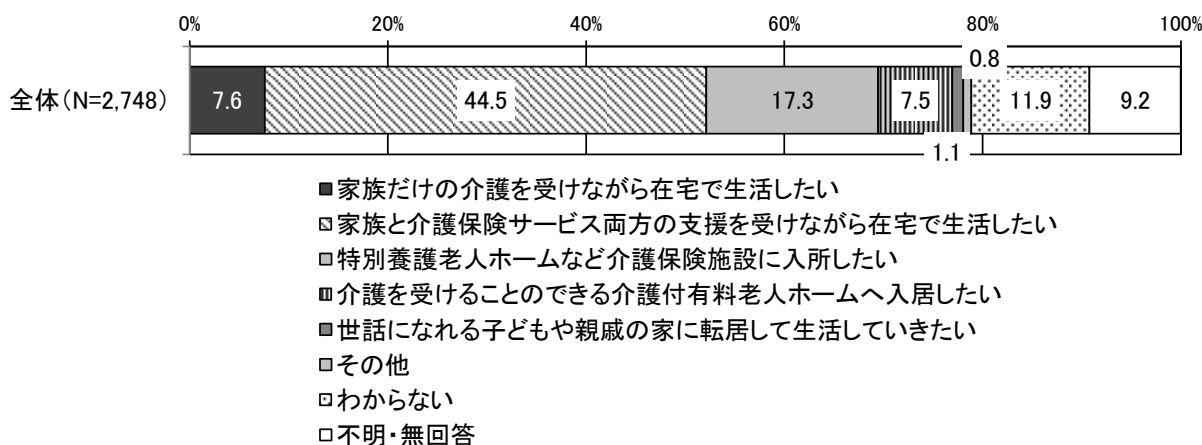 0% 20% 40% 60% 80% 100%
0.8
全体(N=2,748) 7.6 44.5 17.3 7.5 11.9 9.2
1.1
家族だけの介護を受けながら在宅で生活したい
家族と介護保険サービス両方の支援を受けながら在宅で生活したい
特別養護老人ホームなど介護保険施設に入所したい
介護を受けることのできる介護付有料老人ホームへ入居したい
世話になれる子どもや親戚の家に転居して生活していきたい
その他
わからない
不明・無回答